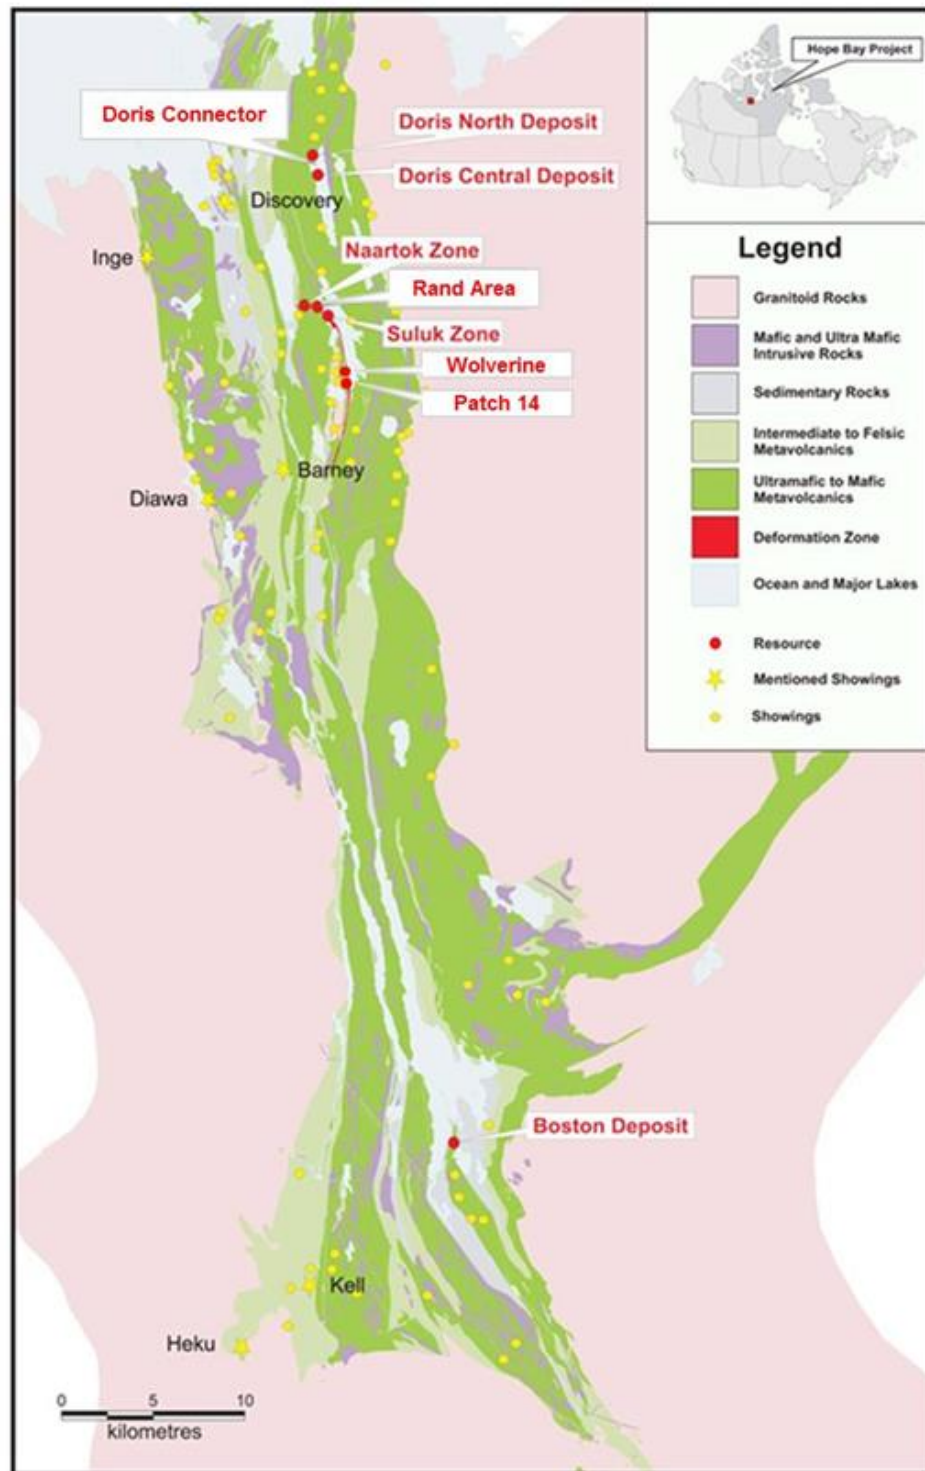 Hope Bay Project
Doris Connector
Doris North Deposit
Doris Central Deposit
Discovery
Inge
Naartok Zone
Rand Area
Suluk Zone
Wolverine
Patch 14
Barney
Diawa
Boston Deposit
Kell
Heku
0 5 10
kilometres
Legend
Granitoid Rocks
Mafic and Ultra Mafic
Intrusive Rocks
Sedimentary Rocks
Intermediate to Felsic
Metavolcanics
Ultramafic to Mafic
Metavolcanics
Deformation Zone
Ocean and Major Lakes
Resource
Mentioned Showings
Showings